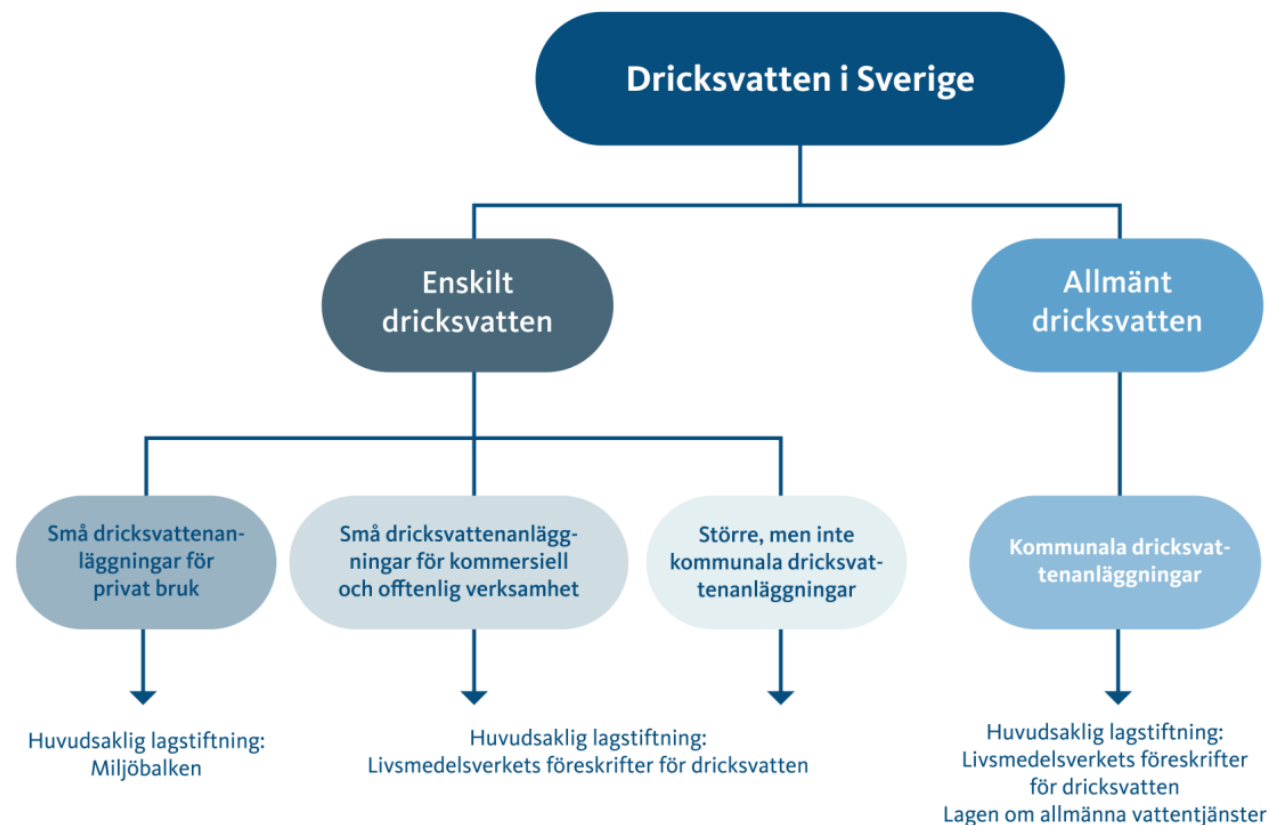 Dricksvatten i Sverige
Enskilt
dricksvatten
Allmänt
dricksvatten
Små dricksvattenan-
läggningar för
privat bruk
Små dricksvattenanlägg-
ningar för kommersiell
och offtenlig verksamhet
Större, men inte
kommunala dricksvat-
tenanläggningar
Kommunala dricksvat-
tenanläggningar
Huvudsaklig lagstiftning:
Miljöbalken
Huvudsaklig lagstiftning:
Livsmedelsverkets föreskrifter för dricksvatten
Huvudsaklig lagstiftning:
Livsmedelsverkets föreskrifter
för dricksvatten
Lagen om allmänna vattentjänster